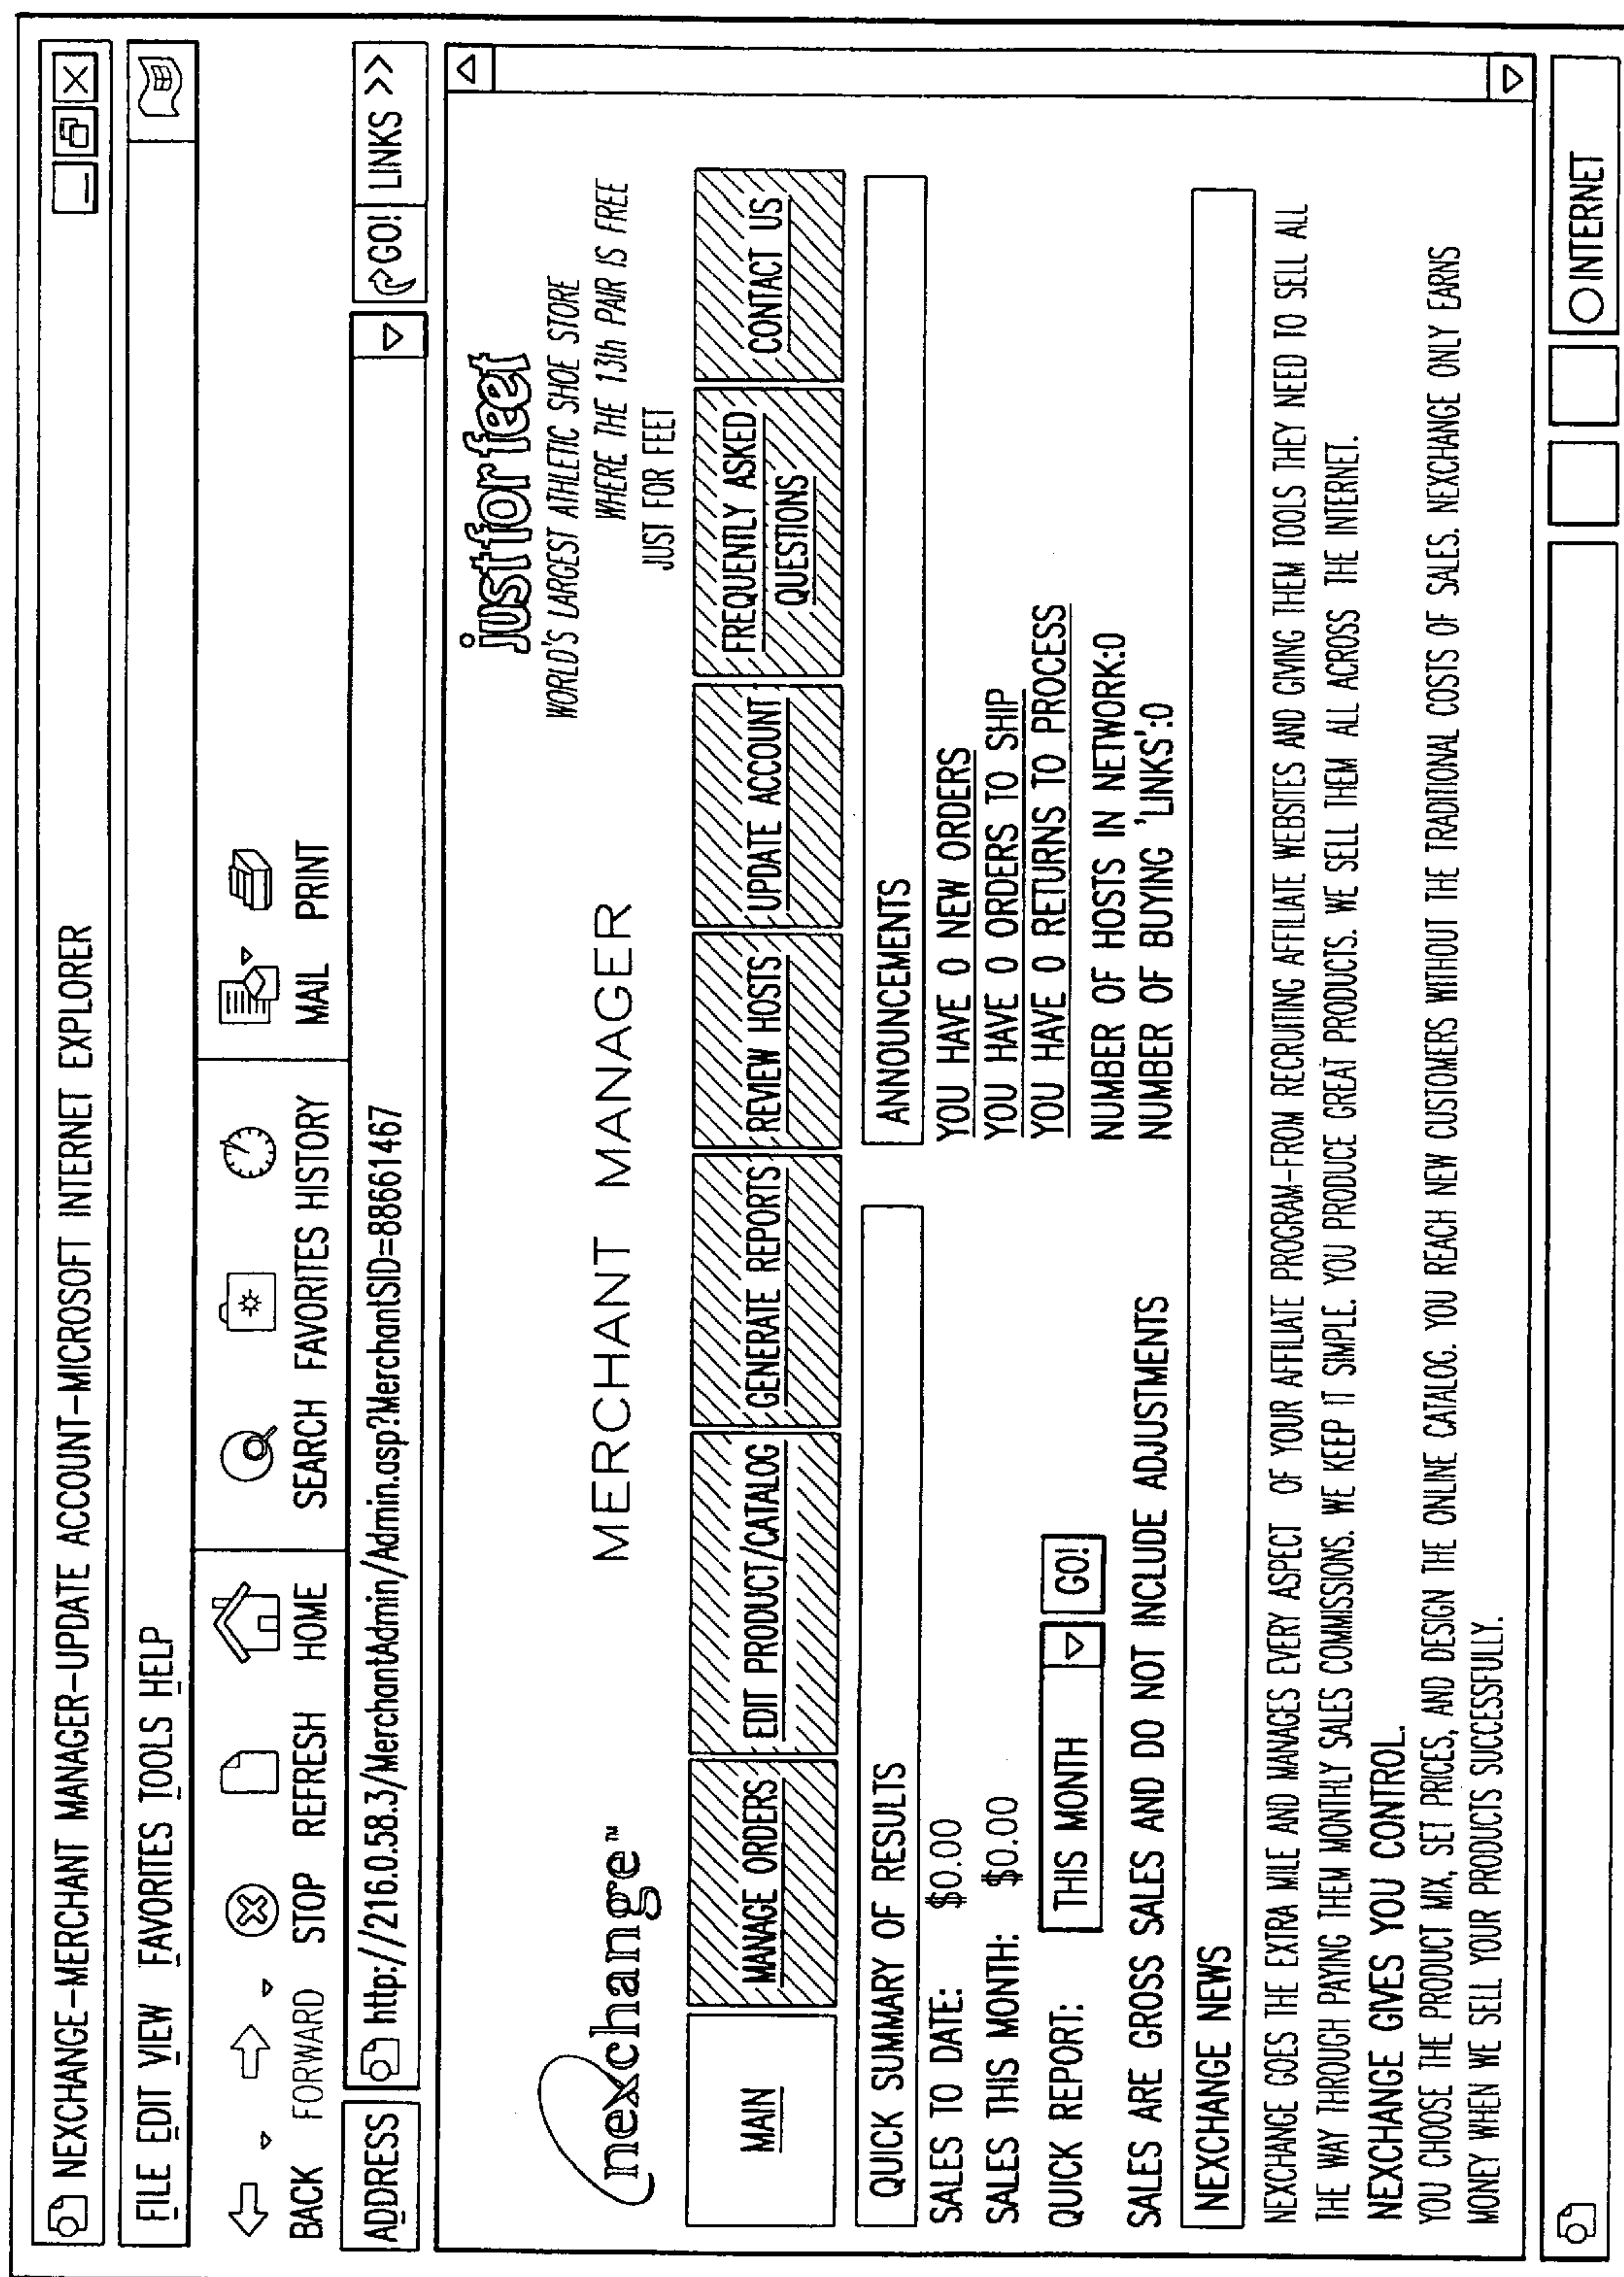 NEXCHANGE-MERCHANT MANAGER-UPDATE ACCOUNT-MICROSOFT INTERNET EXPLORER
FILE EDIT VIEW FAVORITES TOOLS HELP
BACK FORWARD STOP REFRESH HOME SEARCH FAVORITES HISTORY MAIL PRINT
ADDRESS http://216.0.58.3/MerchantAdmin/Admin.asp?MerchantSID=88661467 GO! LINKS >>
justforfeet
WORLD'S LARGEST ATHLETIC SHOE STORE
nexchange™ MERCHANT MANAGER WHERE THE 13th PAIR IS FREE
JUST FOR FEET
MAIN MANAGE ORDERS EDIT PRODUCT/CATALOG GENERATE REPORTS REVIEW HOSTS UPDATE ACCOUNT FREQUENTLY ASKED CONTACT US
QUESTIONS
QUICK SUMMARY OF RESULTS ANNOUNCEMENTS
SALES TO DATE: $0.00 YOU HAVE 0 NEW ORDERS
SALES THIS MONTH: $0.00 YOU HAVE 0 ORDERS TO SHIP
YOU HAVE 0 RETURNS TO PROCESS
QUICK REPORT: THIS MONTH GO!
NUMBER OF HOSTS IN NETWORK:0
SALES ARE GROSS SALES AND DO NOT INCLUDE ADJUSTMENTS NUMBER OF BUYING 'LINKS':0
NEXCHANGE NEWS
NEXCHANGE GOES THE EXTRA MILE AND MANAGES EVERY ASPECT OF YOUR AFFILIATE PROGRAM-FROM RECRUITING AFFILIATE WEBSITES AND GIVING THEM TOOLS THEY NEED TO SELL ALL
THE WAY THROUGH PAYING THEM MONTHLY SALES COMMISSIONS. WE KEEP IT SIMPLE. YOU PRODUCE GREAT PRODUCTS. WE SELL THEM ALL ACROSS THE INTERNET.
NEXCHANGE GIVES YOU CONTROL.
YOU CHOOSE THE PRODUCT MIX, SET PRICES, AND DESIGN THE ONLINE CATALOG. YOU REACH NEW CUSTOMERS WITHOUT THE TRADITIONAL COSTS OF SALES. NEXCHANGE ONLY EARNS
MONEY WHEN WE SELL YOUR PRODUCTS SUCCESSFULLY.
INTERNET